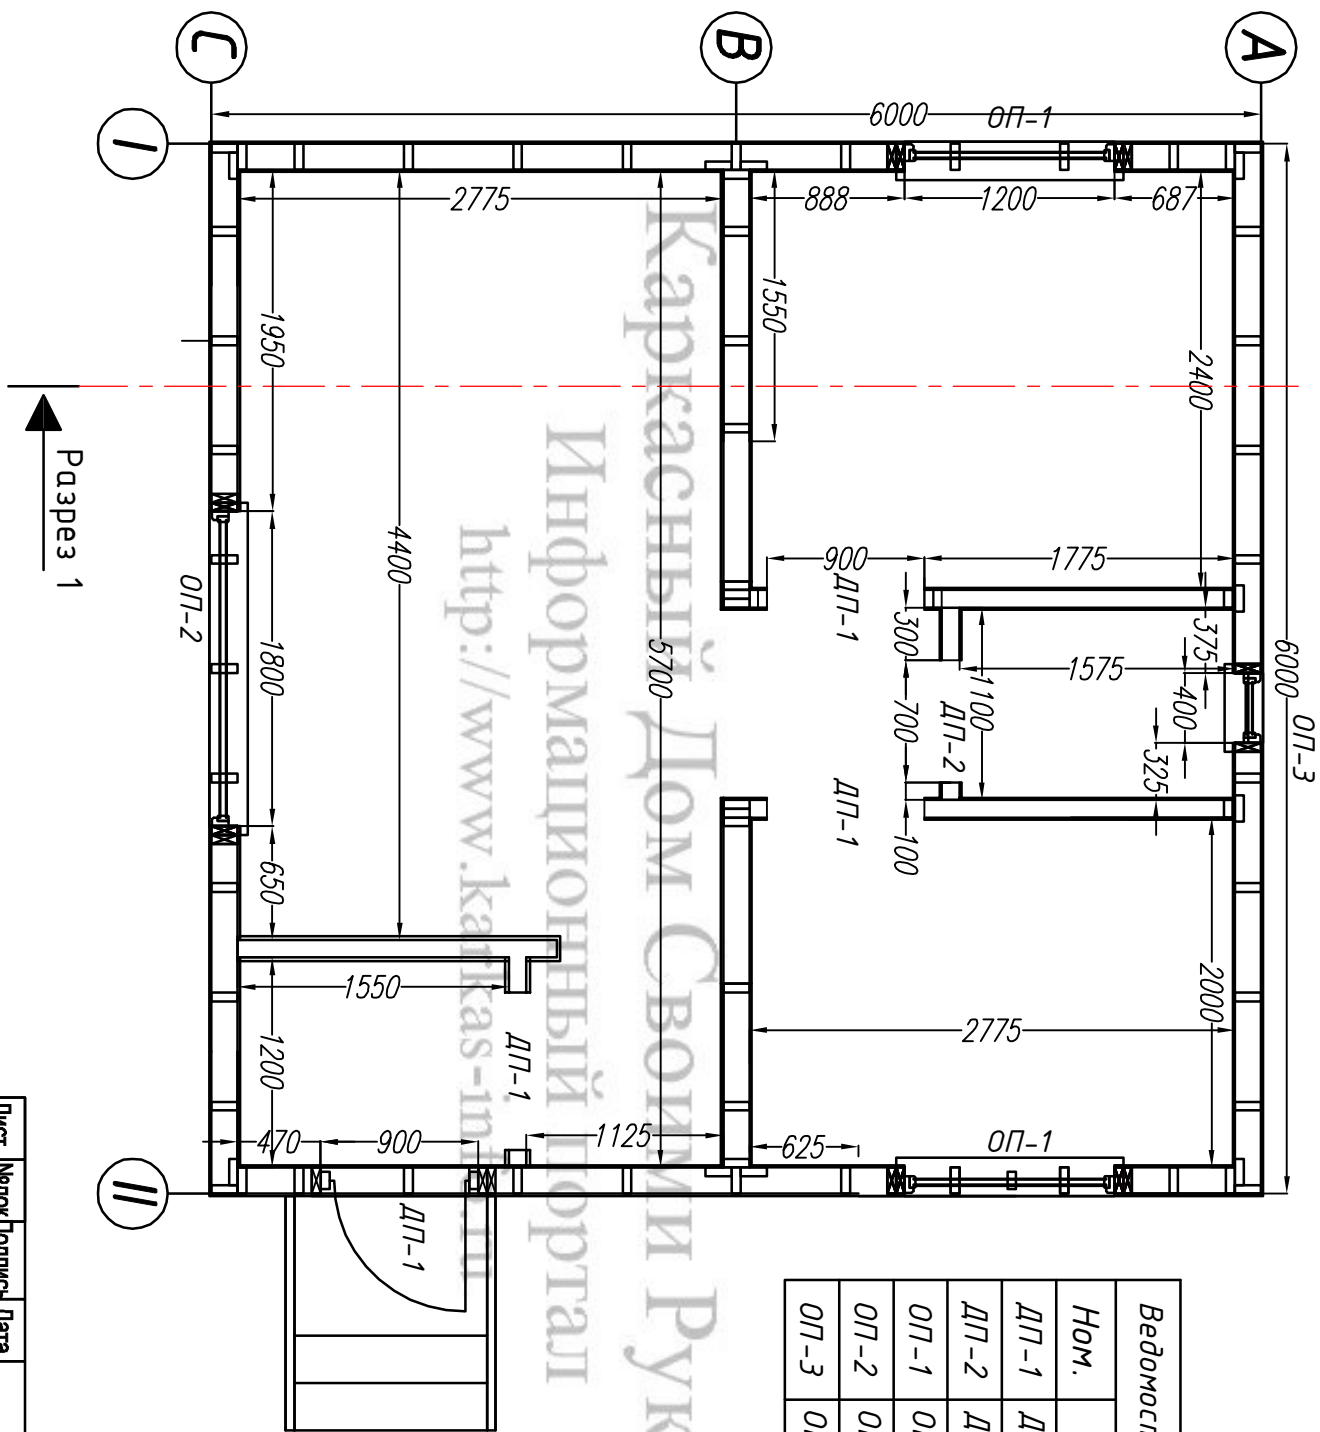 C
B
A
I
II
6000
ОП-1
2775
888
1200
687
1950
1550
2400
6000
ОП-3
4400
5700
900
1775
ДП-1
300
375
1575
400
1100
700
ДП-2
325
ДП-1
100
ОП-2
1800
650
2000
2775
1550
1200
ДП-1
1125
470
900
625
ОП-1
ДП-1
Разрез 1
Каркасный Дом Своими Рук
Информационный портал
http://www.karkas-info.ru
Ведомост
Ном.
ДП-1 Д
ДП-2 Д
ОП-1 О
ОП-2 О
ОП-3 О
Лист №док Подпись Дата